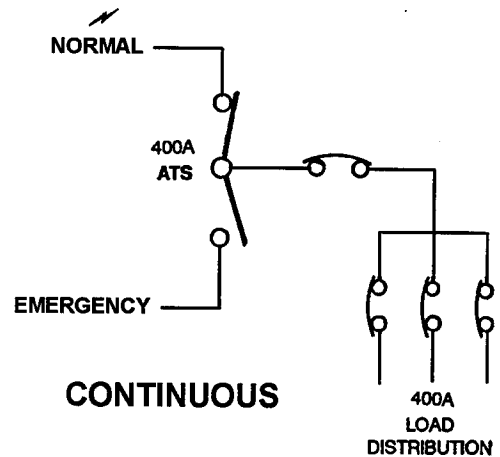 NORMAL
400A
ATS
EMERGENCY
CONTINUOUS
400A
LOAD
DISTRIBUTION